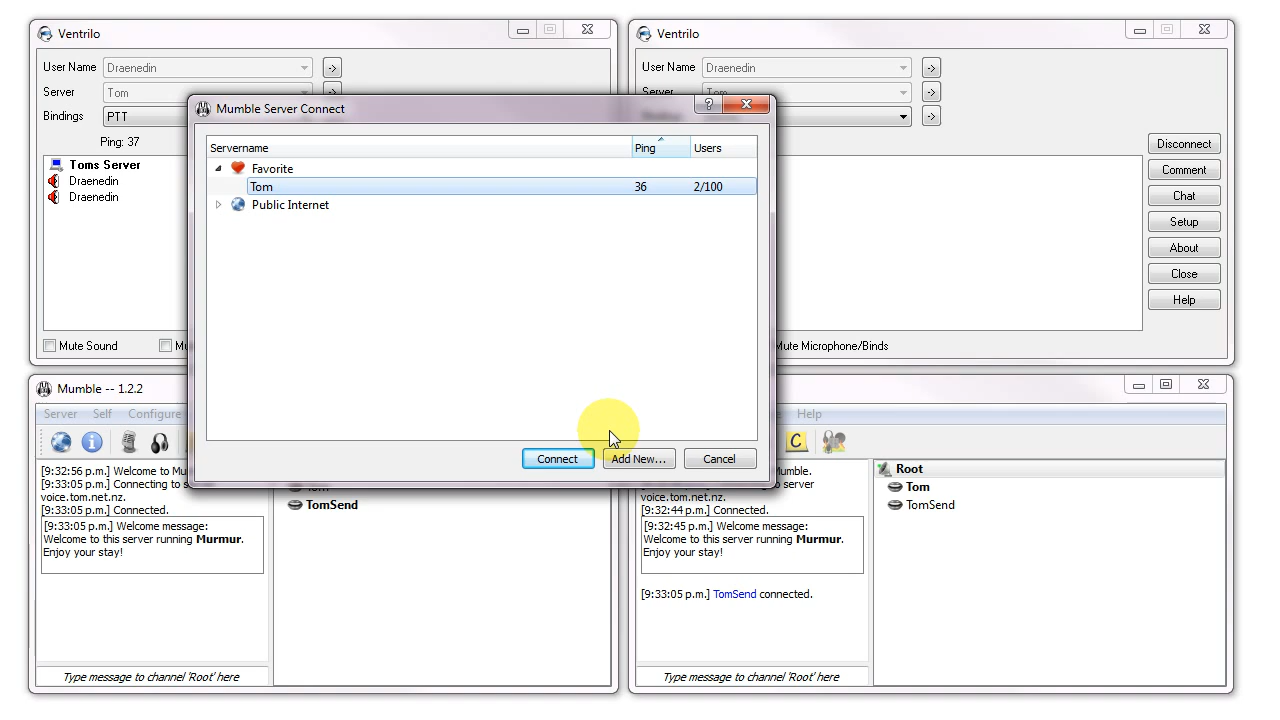 Ventrilo
User Name Draenedin ->
Server Tom
Bindings PTT
Ping: 37
Toms Server
Draenedin
Draenedin
Mute Sound
Ventrilo
User Name Draenedin ->
Server Tom ->
->
Disconnect
Comment
Chat
Setup
About
Close
Help
Mute Microphone/Binds
Mumble Server Connect ?
Servername Ping Users
Favorite
Tom 36 2/100
Public Internet
Connect Add New... Cancel
Mumble -- 1.2.2
Server Self Configure
[9:32:56 p.m.] Welcome to Mu
[9:33:05 p.m.] Connecting to s
voice.tom.net.nz.
[9:33:05 p.m.] Connected.
[9:33:05 p.m.] Welcome message:
Welcome to this server running Murmur.
Enjoy your stay!
Type message to channel 'Root' here
Tom
TomSend
Help
C
Mumble.
server
voice.tom.net.nz.
[9:32:44 p.m.] Connected.
[9:32:45 p.m.] Welcome message:
Welcome to this server running Murmur.
Enjoy your stay!
[9:33:05 p.m.] TomSend connected.
Type message to channel 'Root' here
Root
Tom
TomSend